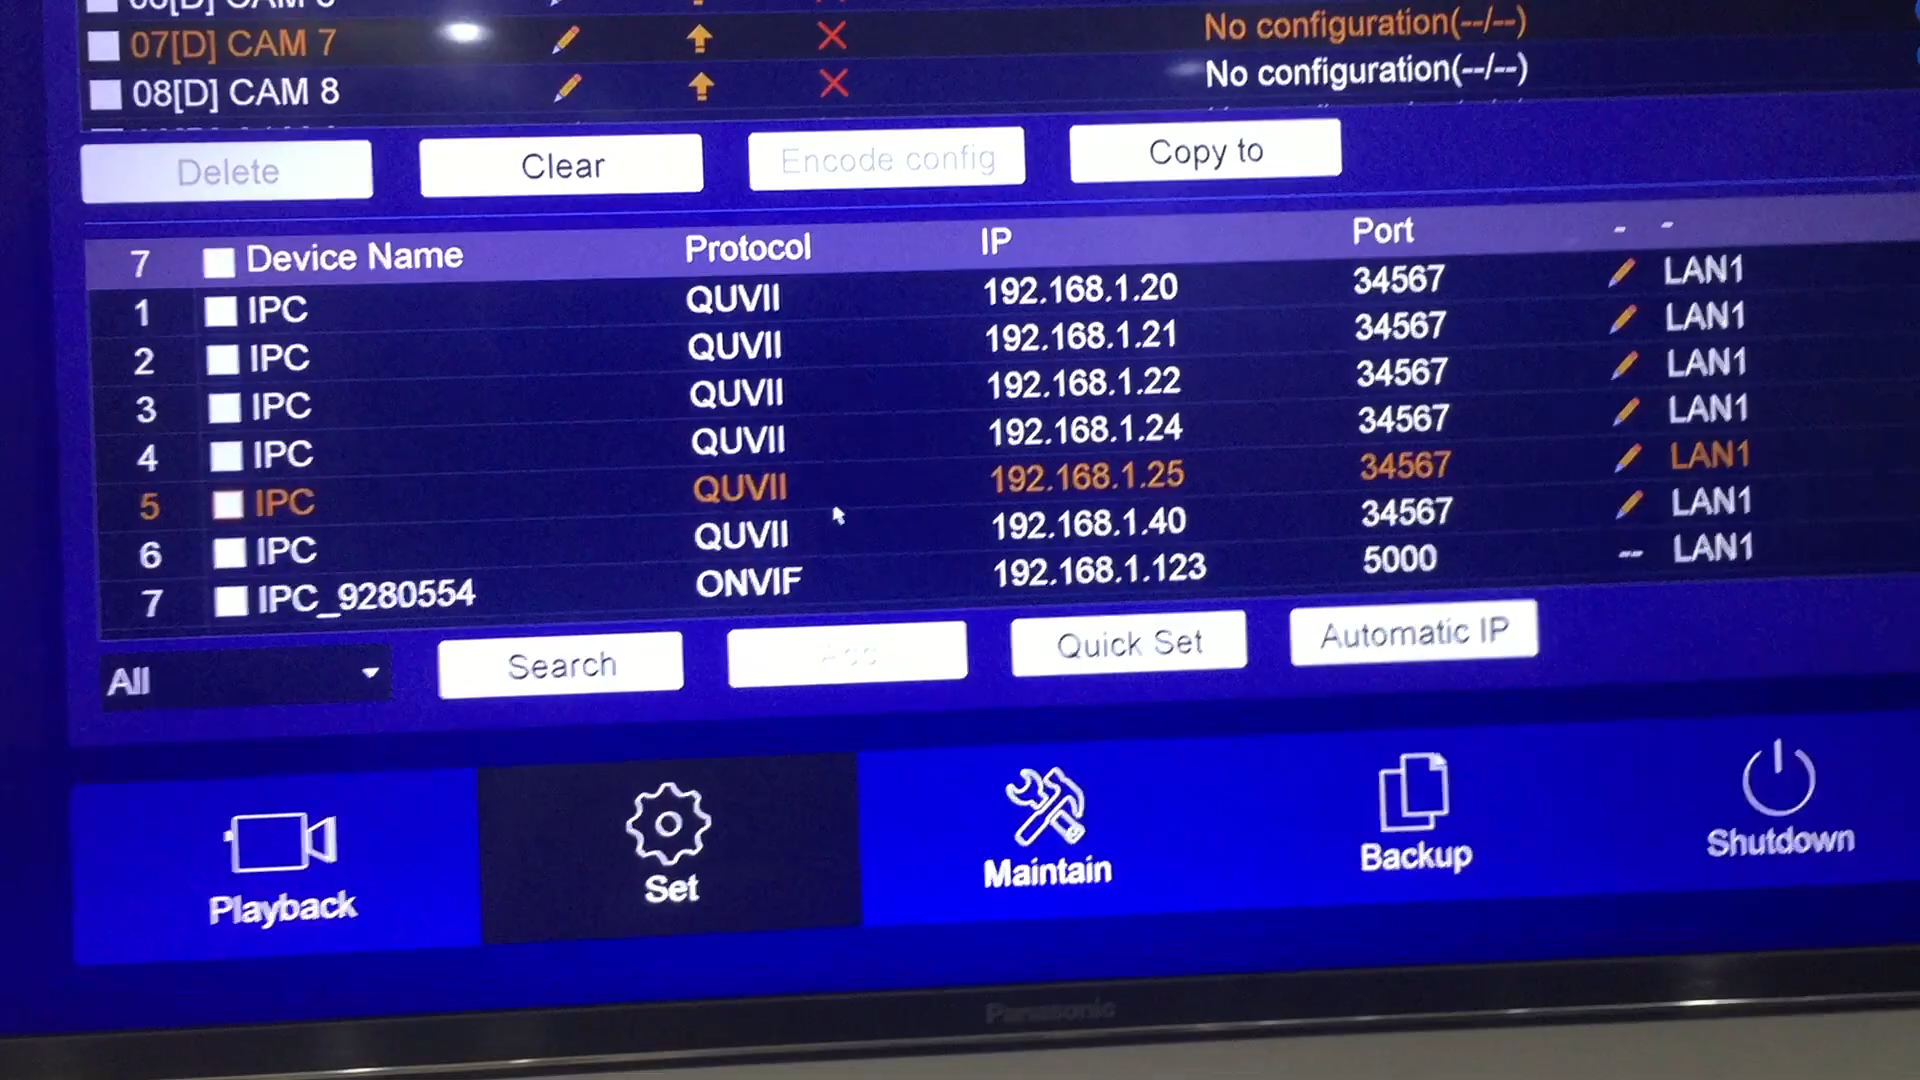 07[D] CAM 7 No configuration(--/--)
08[D] CAM 8 No configuration(--/--)
Delete Clear Encode config Copy to
7 Device Name Protocol IP Port - -
1 IPC QUVII 192.168.1.20 34567 LAN1
2 IPC QUVII 192.168.1.21 34567 LAN1
3 IPC QUVII 192.168.1.22 34567 LAN1
4 IPC QUVII 192.168.1.24 34567 LAN1
5 IPC QUVII 192.168.1.25 34567 LAN1
6 IPC QUVII 192.168.1.40 34567 LAN1
7 IPC_9280554 ONVIF 192.168.1.123 5000 -- LAN1
All Search Quick Set Automatic IP
Playback Set Maintain Backup Shutdown
Panasonic